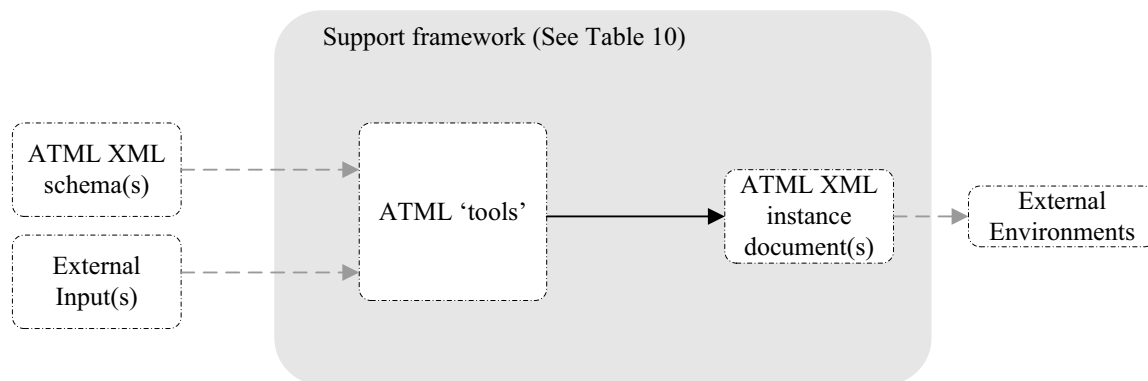 Support framework (See Table 10)
ATML XML
schema(s)
External
Input(s)
ATML ‘tools’
ATML XML
instance
document(s)
External
Environments